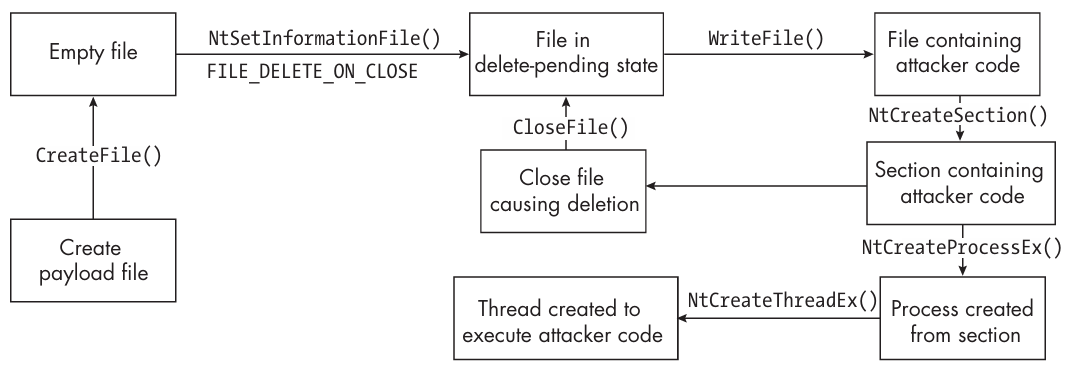 Empty file
NtSetInformationFile()
FILE_DELETE_ON_CLOSE
File in
delete-pending state
WriteFile()
File containing
attacker code
CreateFile()
CloseFile()
NtCreateSection()
Close file
causing deletion
Section containing
attacker code
Create
payload file
NtCreateProcessEx()
Thread created to
execute attacker code
NtCreateThreadEx()
Process created
from section